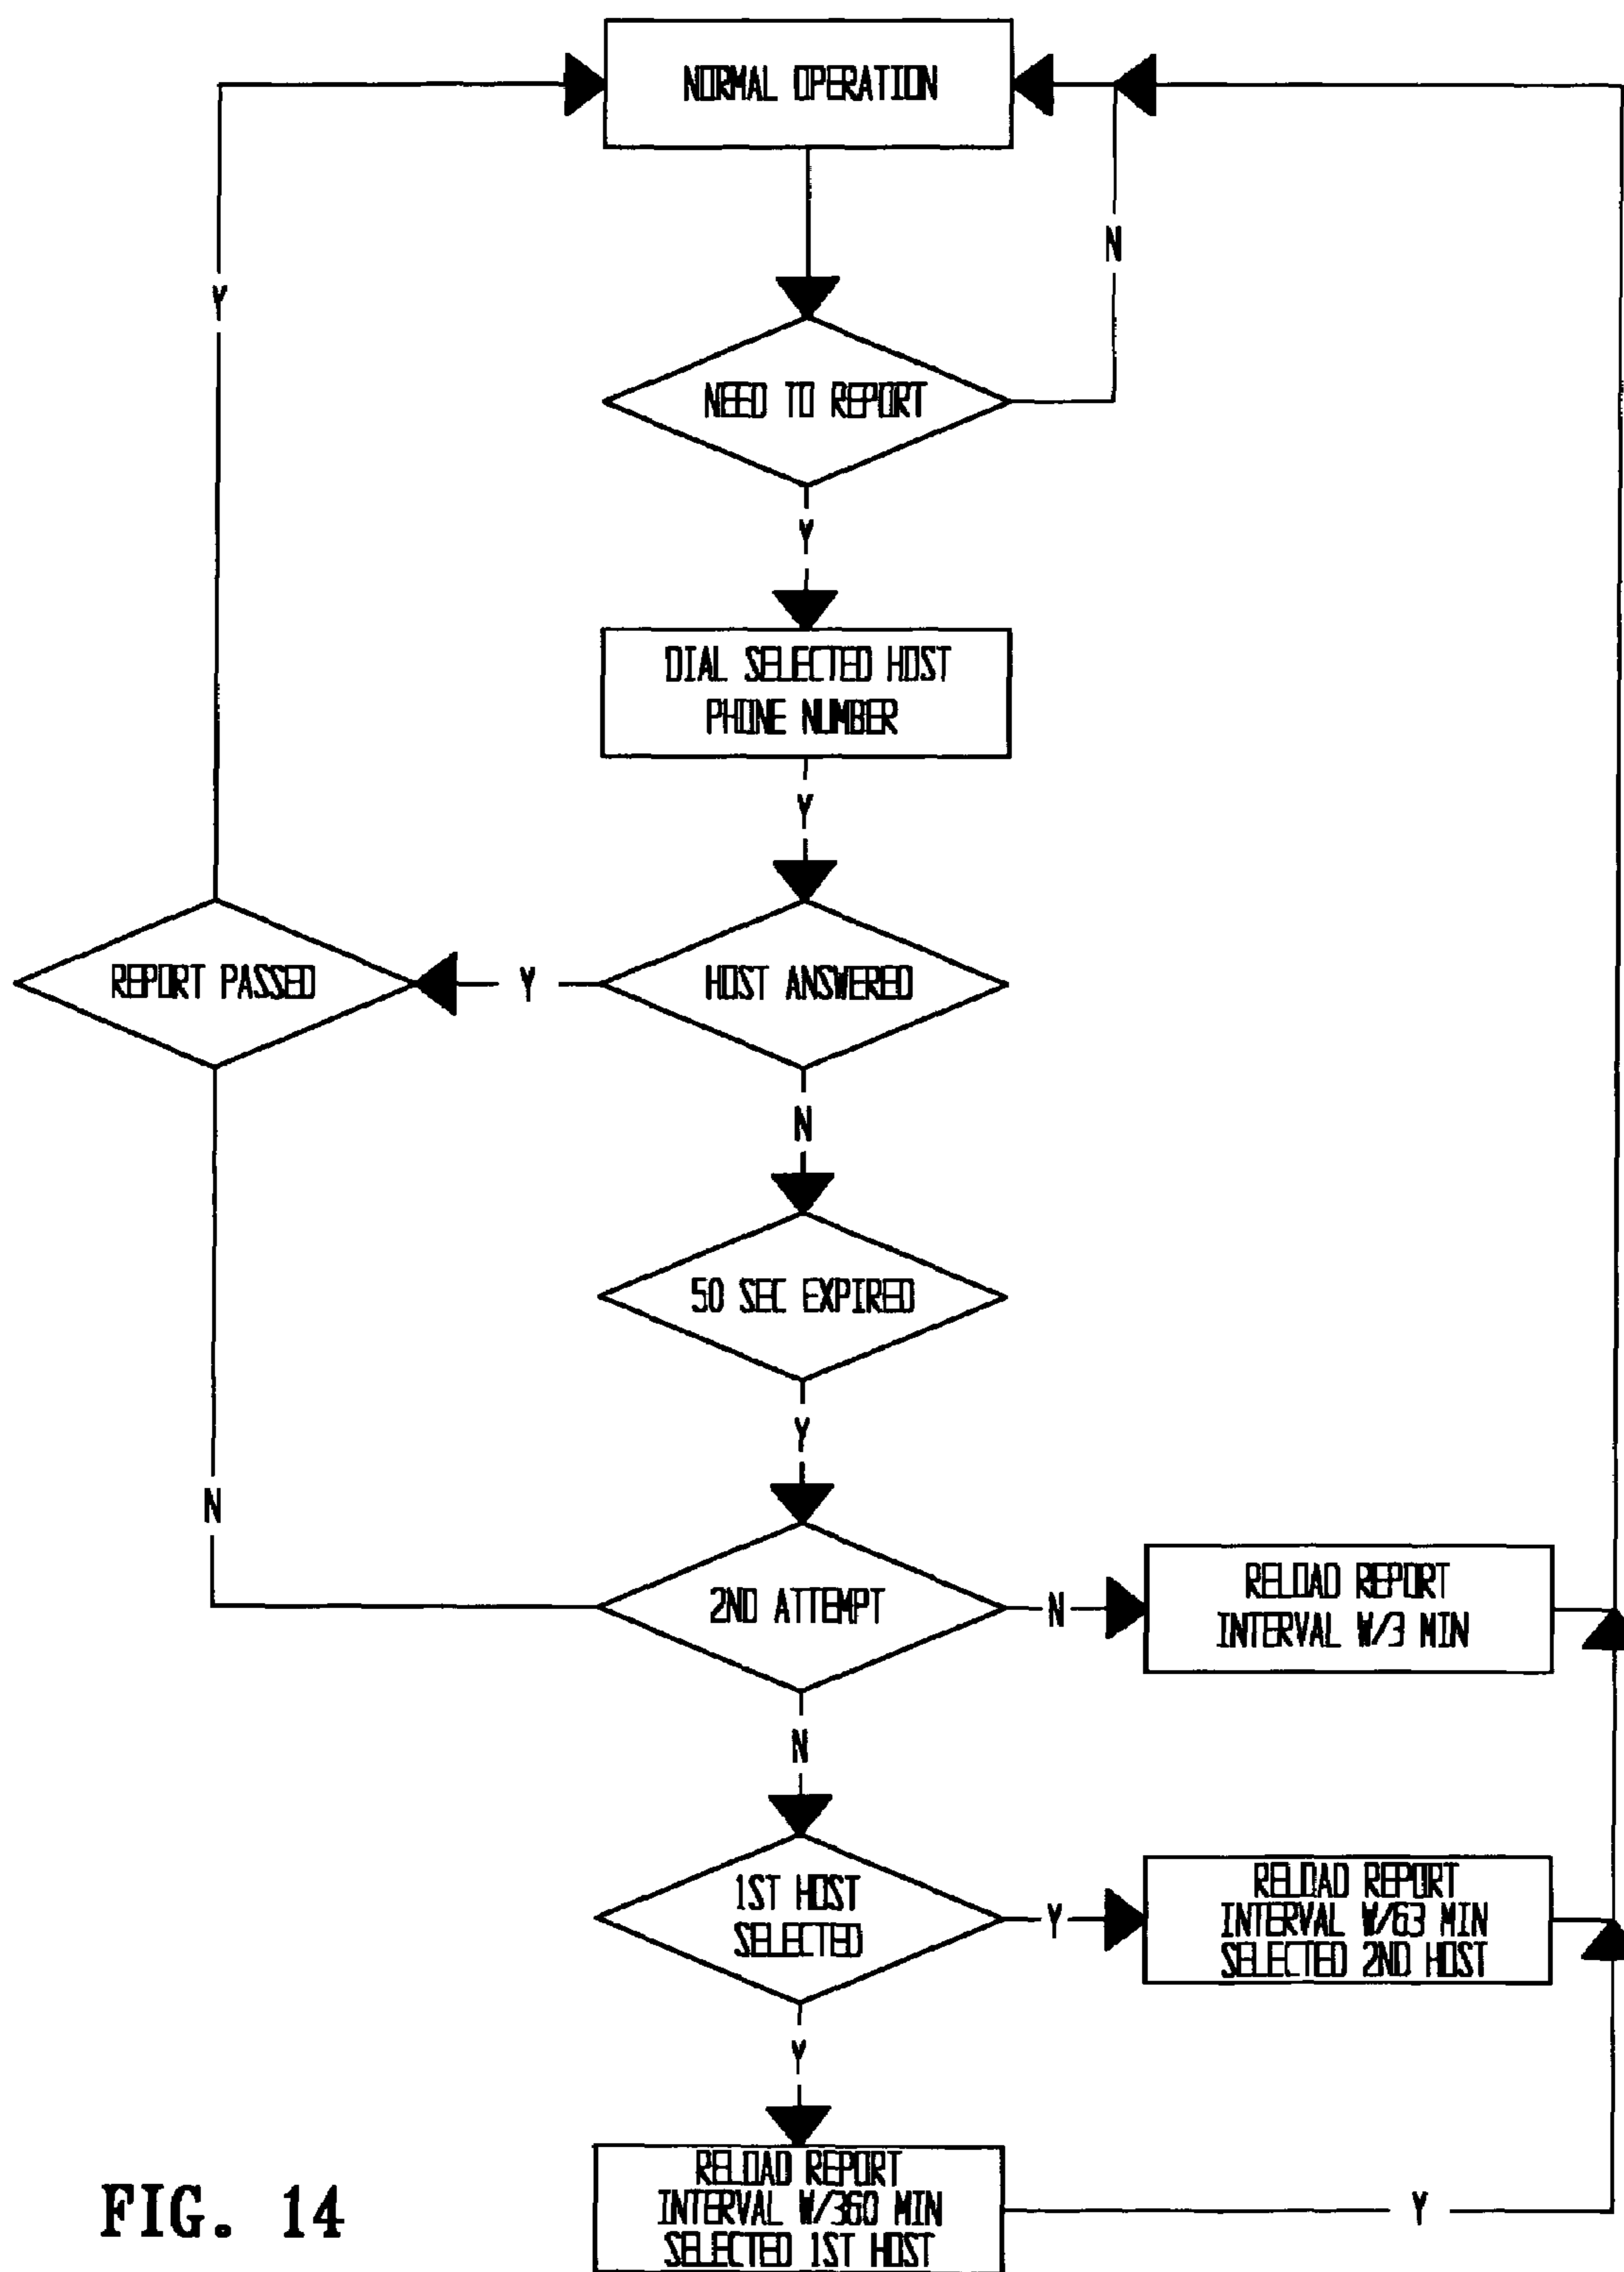 NORMAL OPERATION
N
Y
NEED TO REPORT
Y
DIAL SELECTED HOST
PHONE NUMBER
Y
REPORT PASSED
Y
HOST ANSWERED
N
50 SEC EXPIRED
Y
N
2ND ATTEMPT
N
RELOAD REPORT
INTERVAL W/3 MIN
N
1ST HOST
SELECTED
Y
RELOAD REPORT
INTERVAL W/63 MIN
SELECTED 2ND HOST
Y
RELOAD REPORT
INTERVAL W/360 MIN
SELECTED 1ST HOST
Y
FIG. 14